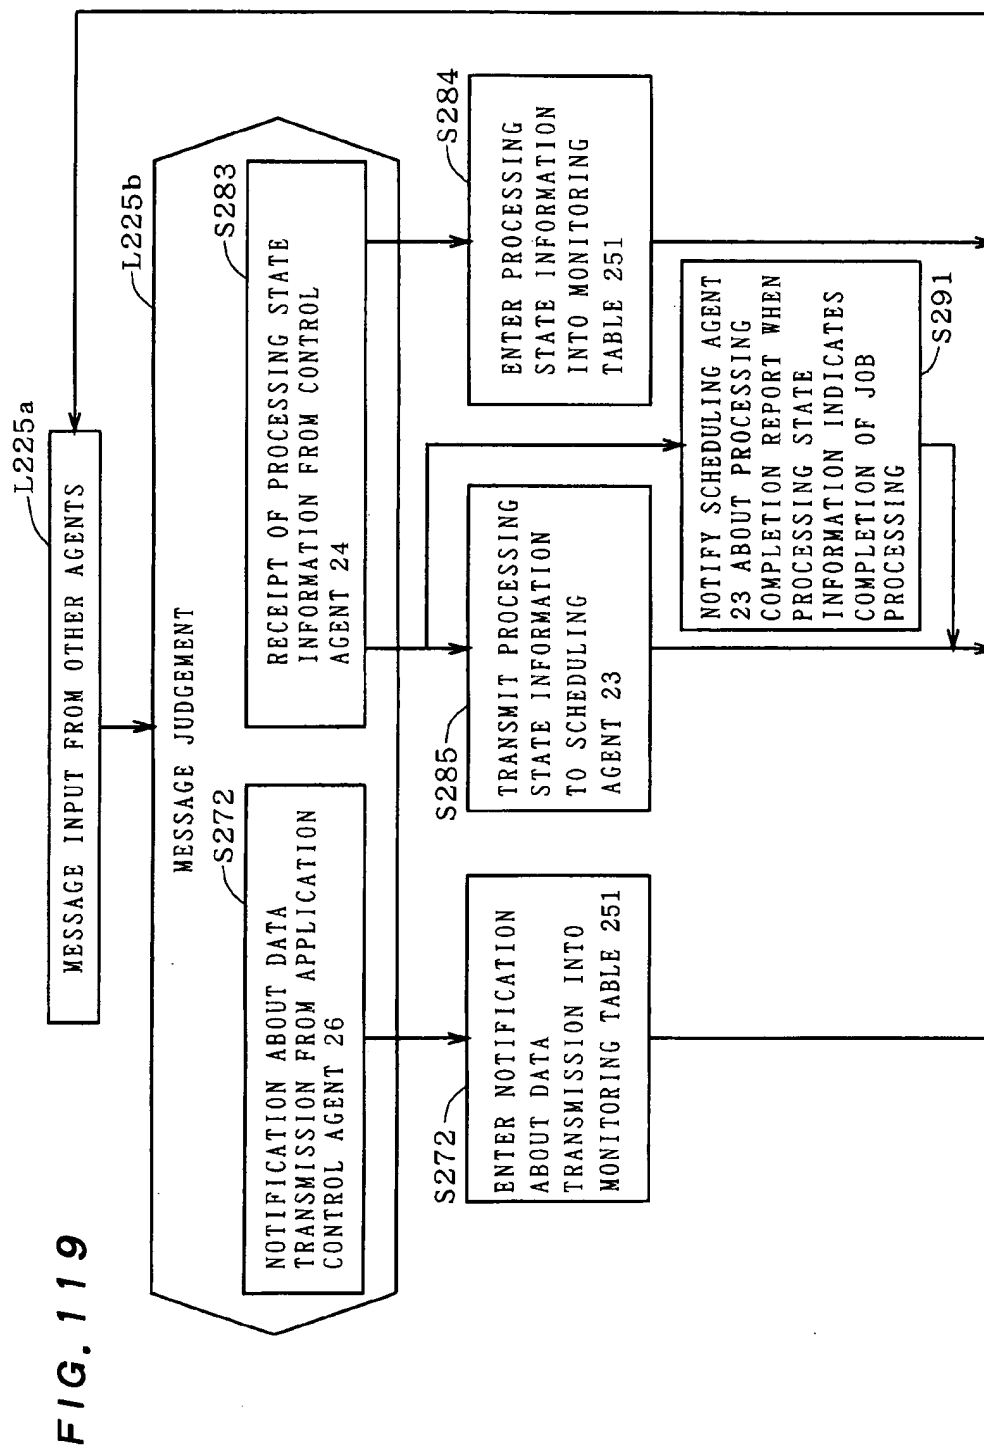 FIG. 119
L225a
MESSAGE INPUT FROM OTHER AGENTS
L225b
MESSAGE JUDGEMENT
S272
NOTIFICATION ABOUT DATA
TRANSMISSION FROM APPLICATION
CONTROL AGENT 26
S283
RECEIPT OF PROCESSING STATE
INFORMATION FROM CONTROL
AGENT 24
S272
ENTER NOTIFICATION
ABOUT DATA
TRANSMISSION INTO
MONITORING TABLE 251
S285
TRANSMIT PROCESSING
STATE INFORMATION
TO SCHEDULING
AGENT 23
S284
ENTER PROCESSING
STATE INFORMATION
INTO MONITORING
TABLE 251
NOTIFY SCHEDULING AGENT
23 ABOUT PROCESSING
COMPLETION REPORT WHEN
PROCESSING STATE
INFORMATION INDICATES
COMPLETION OF JOB
PROCESSING
S291